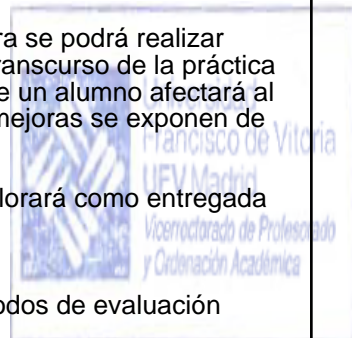 ra se podrá realizar
ranscurso de la práctica
e un alumno afectará al
mejoras se exponen de
lorará como entregada
odos de evaluación
Universidad
Francisco de Vitoria
UFV Madrid
Vicerrectorado de Profesorado
y Ordenación Académica